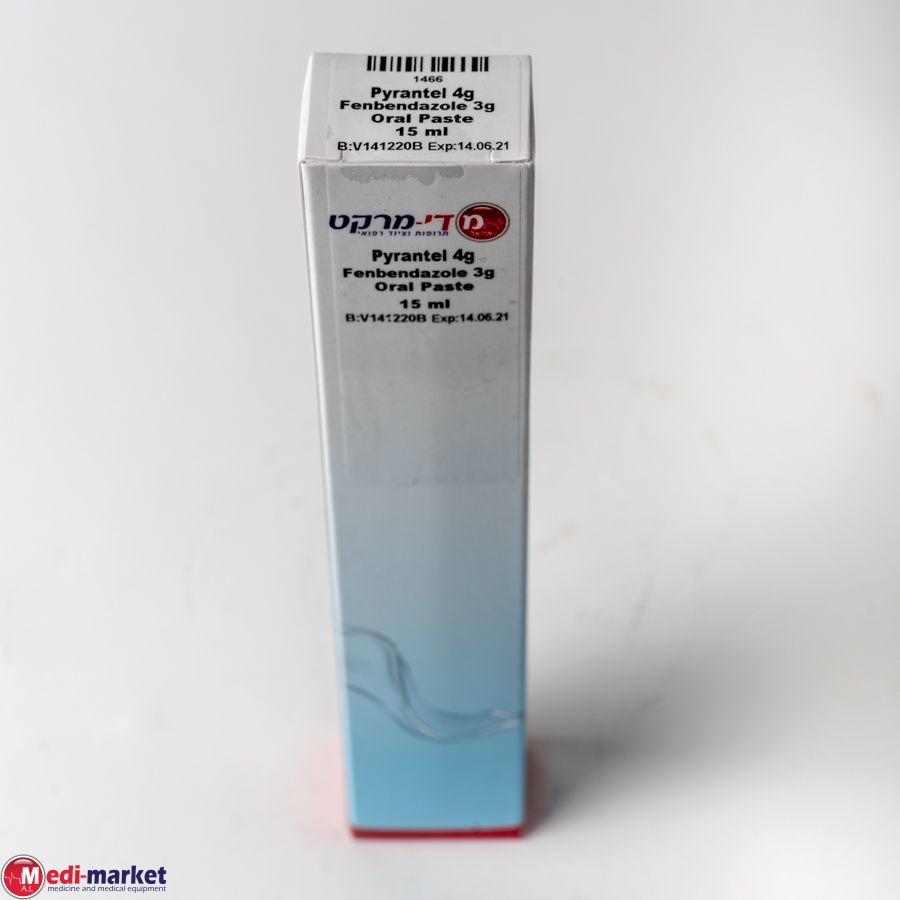 1466
Pyrantel 4g
Fenbendazole 3g
Oral Paste
15 ml
B:V141220B Exp:14.06.21
מדי-מרקט
תרופות וציוד רפואי
Pyrantel 4g
Fenbendazole 3g
Oral Paste
15 ml
B:V141220B Exp:14.06.21
Medi-market
A.L
medicine and medical equipment